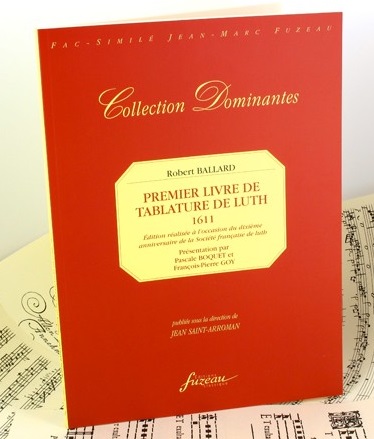 Fac-Similé Jean-Marc Fuzeau
Collection Dominantes
Robert BALLARD
PREMIER LIVRE DE
TABLATURE DE LUTH
1611
Édition réalisée à l'occasion du dixième
anniversaire de la Société française de luth
Présentation par
Pascale BOQUET et
François-Pierre GOY
publiée sous la direction de
JEAN SAINT-ARROMAN
fuzeau